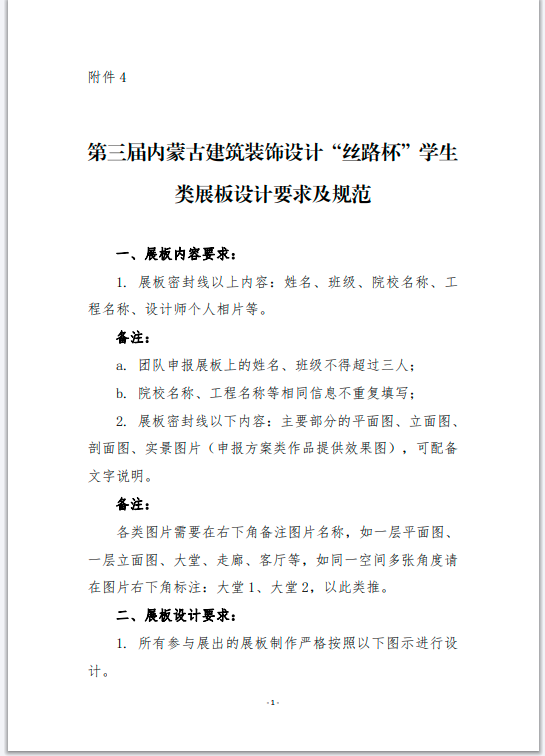 附件 4
第三届内蒙古建筑装饰设计“丝路杯”学生
类展板设计要求及规范
一、展板内容要求：
1. 展板密封线以上内容：姓名、班级、院校名称、工
程名称、设计师个人相片等。
备注：
a. 团队申报展板上的姓名、班级不得超过三人；
b. 院校名称、工程名称等相同信息不重复填写；
2. 展板密封线以下内容：主要部分的平面图、立面图、
剖面图、实景图片（申报方案类作品提供效果图），可配备
文字说明。
备注：
各类图片需要在右下角备注图片名称，如一层平面图、
一层立面图、大堂、走廊、客厅等，如同一空间多张角度请
在图片右下角标注：大堂 1、大堂 2，以此类推。
二、展板设计要求：
1. 所有参与展出的展板制作严格按照以下图示进行设
计。
- 1 -